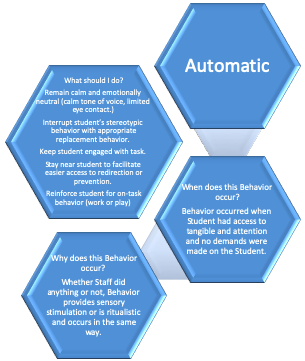 Automatic
What should I do?
Remain calm and emotionally
neutral (calm tone of voice, limited
eye contact.)
Interrupt student's stereotypic
behavior with appropriate
replacement behavior.
Keep student engaged with task.
Stay near student to facilitate
easier access to redirection or
prevention.
Reinforce student for on-task
behavior (work or play)
When does this Behavior
occur?
Behavior occurred when
Student had access to
tangible and attention
and no demands were
made on the Student.
Why does this Behavior
occur?
Whether Staff did
anything or not, Behavior
provides sensory
stimulation or is ritualistic
and occurs in the same
way.